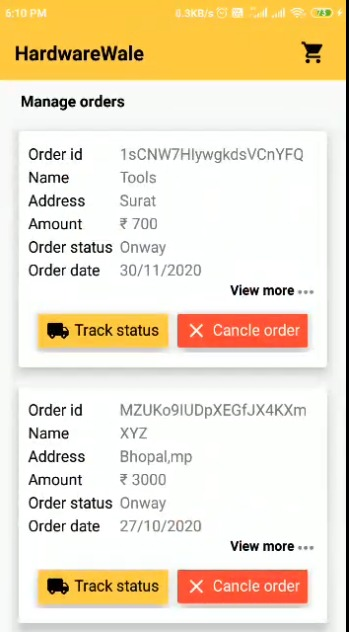 6:10 PM 8.3KB/s
HardwareWale
Manage orders
Order id 1sCNW7HlywgkdsVCnYFQ
Name Tools
Address Surat
Amount ₹ 700
Order status Onway
Order date 30/11/2020
View more
Track status Cancle order
Order id MZUKo9IUDpXEGfJX4KXm
Name XYZ
Address Bhopal,mp
Amount ₹ 3000
Order status Onway
Order date 27/10/2020
View more
Track status Cancle order